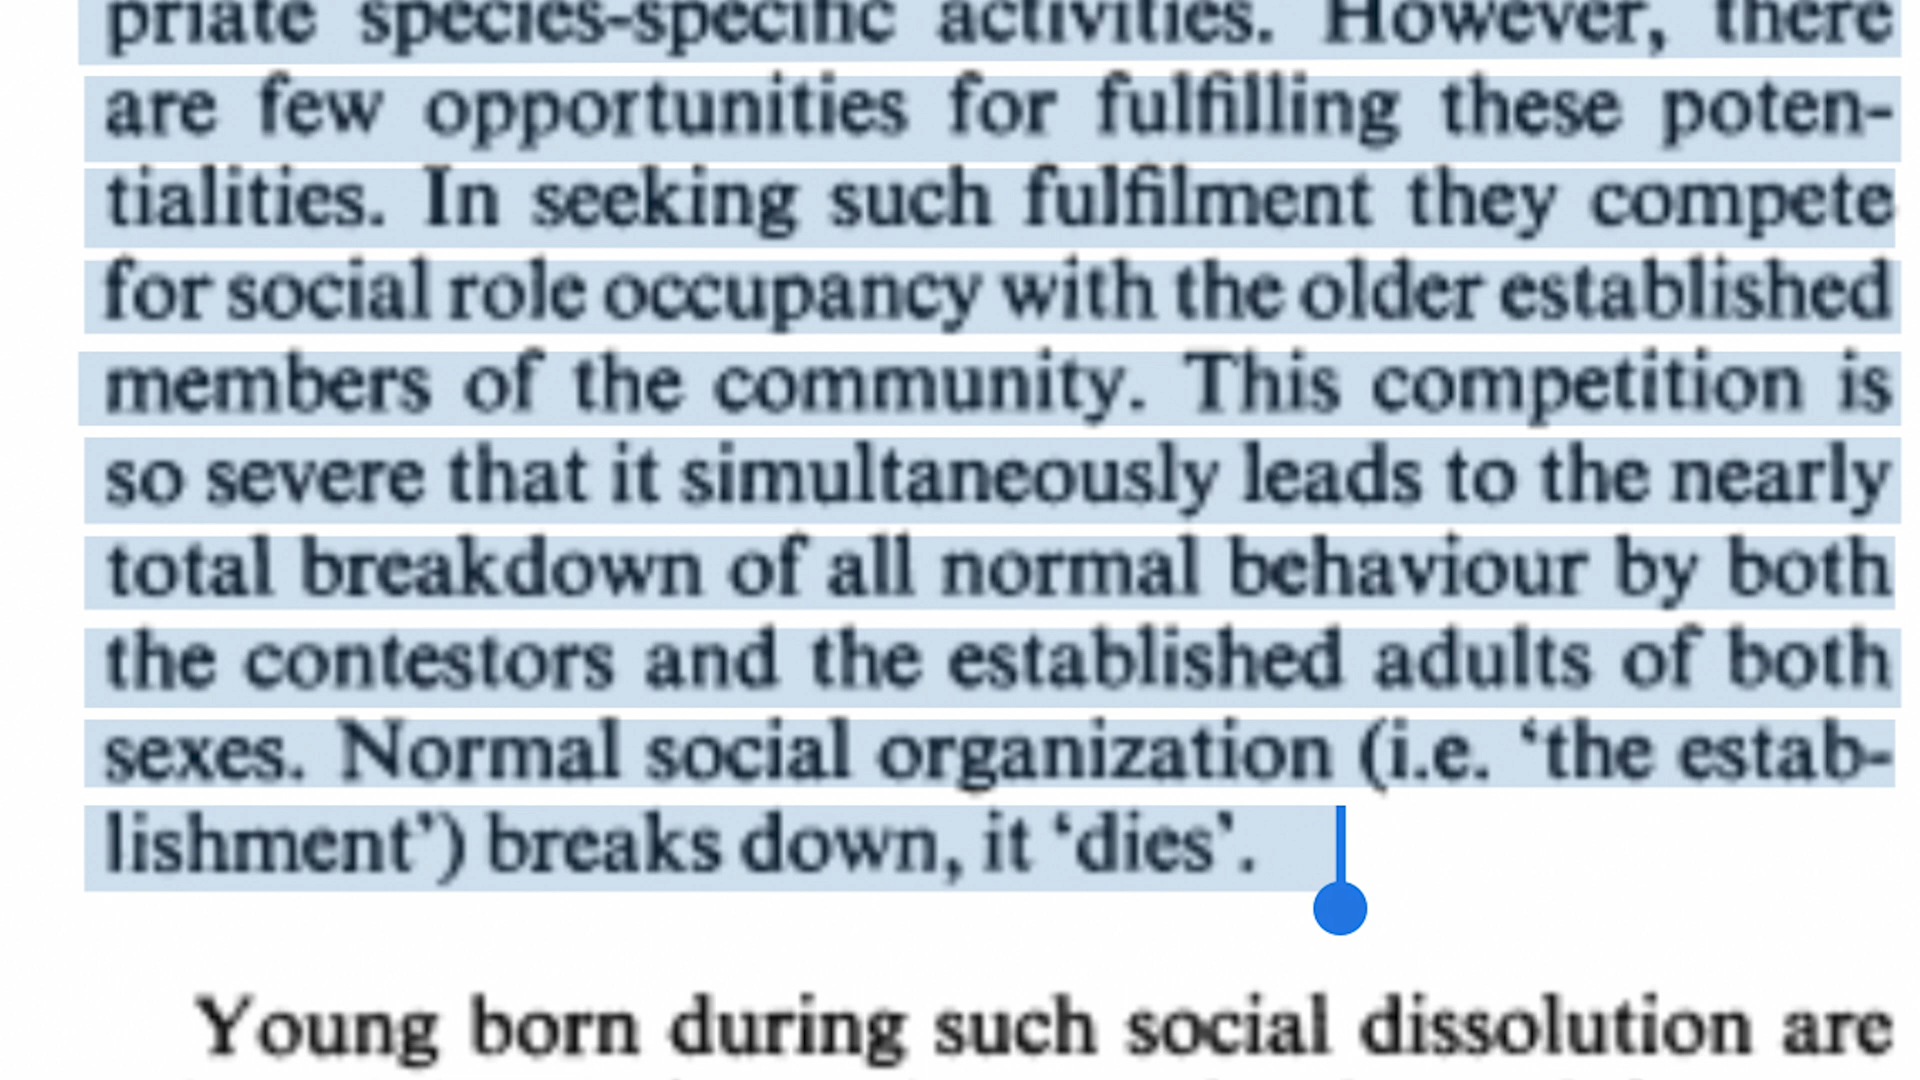 priate species-specific activities. However, there
are few opportunities for fulfilling these poten-
tialities. In seeking such fulfilment they compete
for social role occupancy with the older established
members of the community. This competition is
so severe that it simultaneously leads to the nearly
total breakdown of all normal behaviour by both
the contestors and the established adults of both
sexes. Normal social organization (i.e. ‘the estab-
lishment’) breaks down, it ‘dies’.
Young born during such social dissolution are